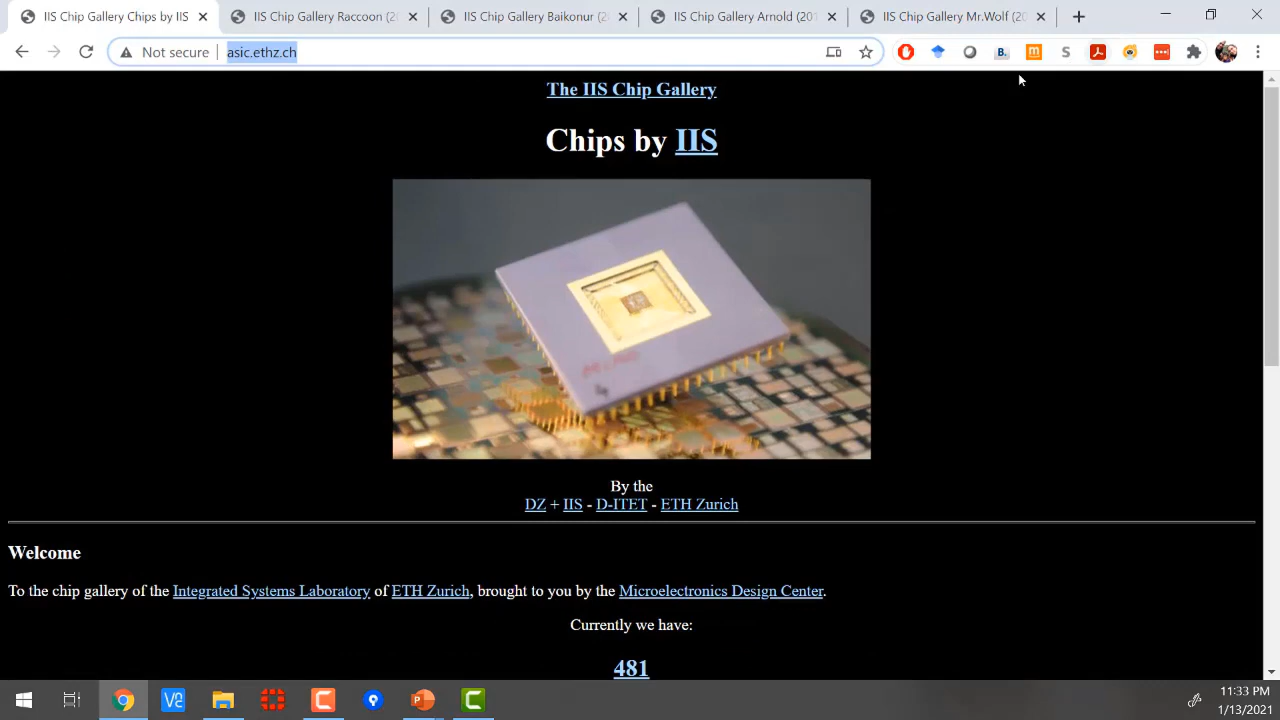 IIS Chip Gallery Chips by IIS
IIS Chip Gallery Raccoon (20
IIS Chip Gallery Baikonur (2
IIS Chip Gallery Arnold (201
IIS Chip Gallery Mr.Wolf (20
Not secure
asic.ethz.ch
The IIS Chip Gallery
Chips by IIS
By the
DZ + IIS - D-ITET - ETH Zurich
Welcome
To the chip gallery of the Integrated Systems Laboratory of ETH Zurich, brought to you by the Microelectronics Design Center.
Currently we have:
481
11:33 PM
1/13/2021